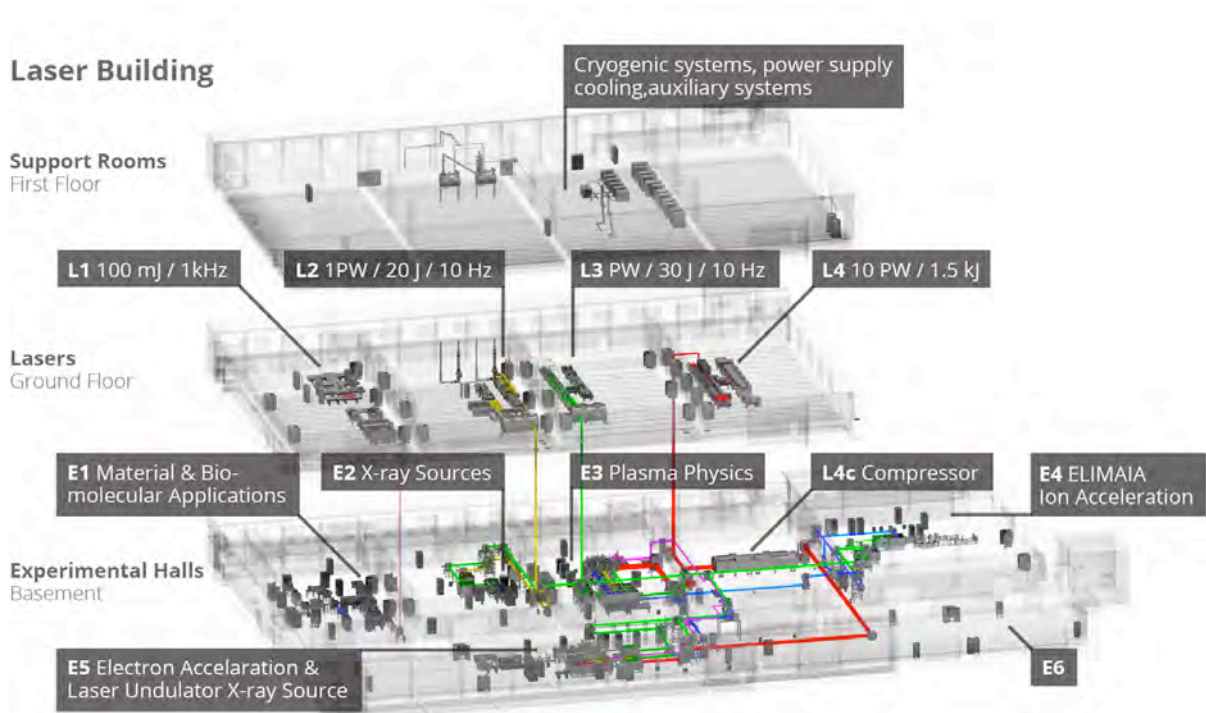 Laser Building
Cryogenic systems, power supply
cooling,auxiliary systems
Support Rooms
First Floor
L1 100 mJ / 1kHz
L2 1PW / 20 J / 10 Hz
L3 PW / 30 J / 10 Hz
L4 10 PW / 1.5 kJ
Lasers
Ground Floor
E1 Material & Bio-
molecular Applications
E2 X-ray Sources
E3 Plasma Physics
L4c Compressor
E4 ELIMAIA
Ion Acceleration
Experimental Halls
Basement
E5 Electron Accelaration &
Laser Undulator X-ray Source
E6